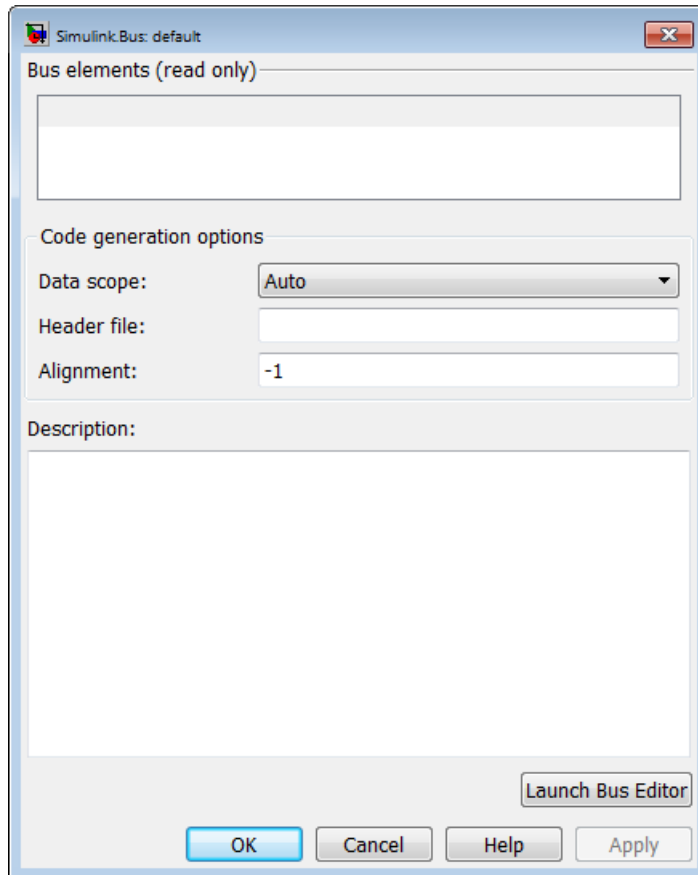 Simulink.Bus: default
Bus elements (read only)
Code generation options
Data scope: Auto
Header file:
Alignment: -1
Description:
Launch Bus Editor
OK Cancel Help Apply